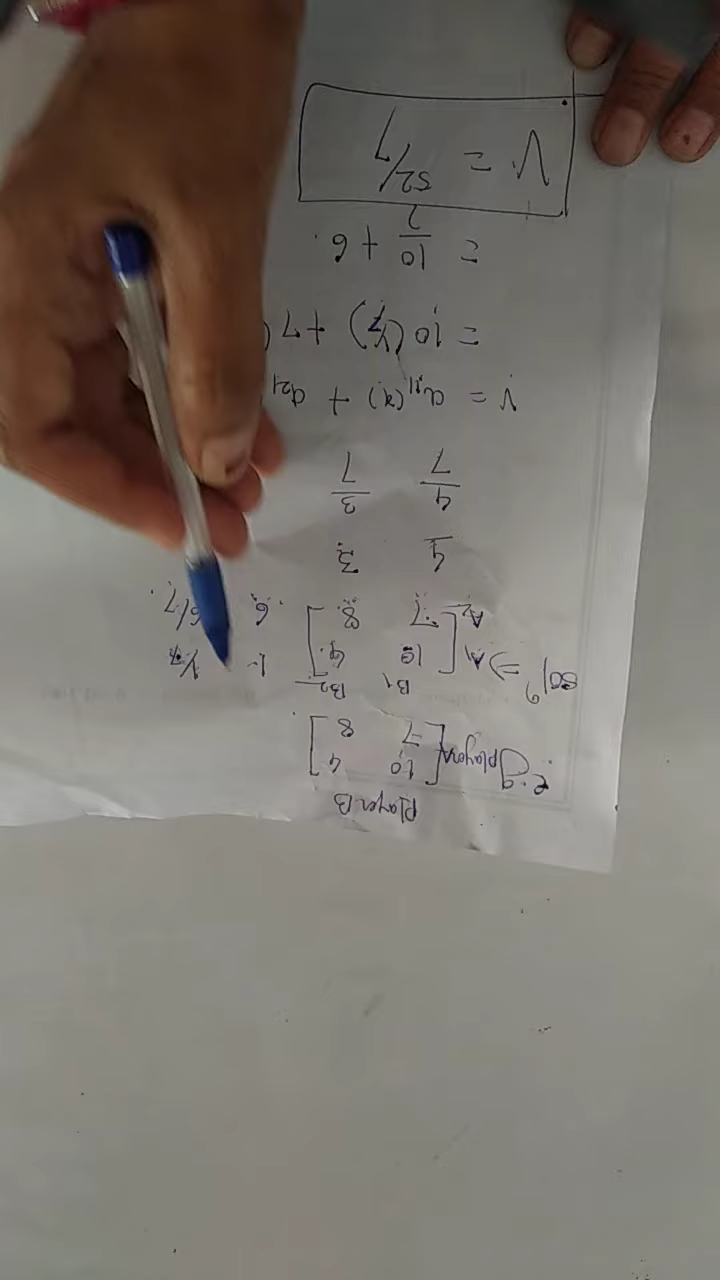 Player B
e.g Player A [ 10 4
7 8 ]
B1 B2
sol? ⇒ A1 [ 10 4 1 1/7
A2 7 8 ] 6 6/7
4 3
4/7 3/7
V = a11(x) + a21
= 10 (1/7) + 7 (
= 10/7 + 6.
V = 52/7